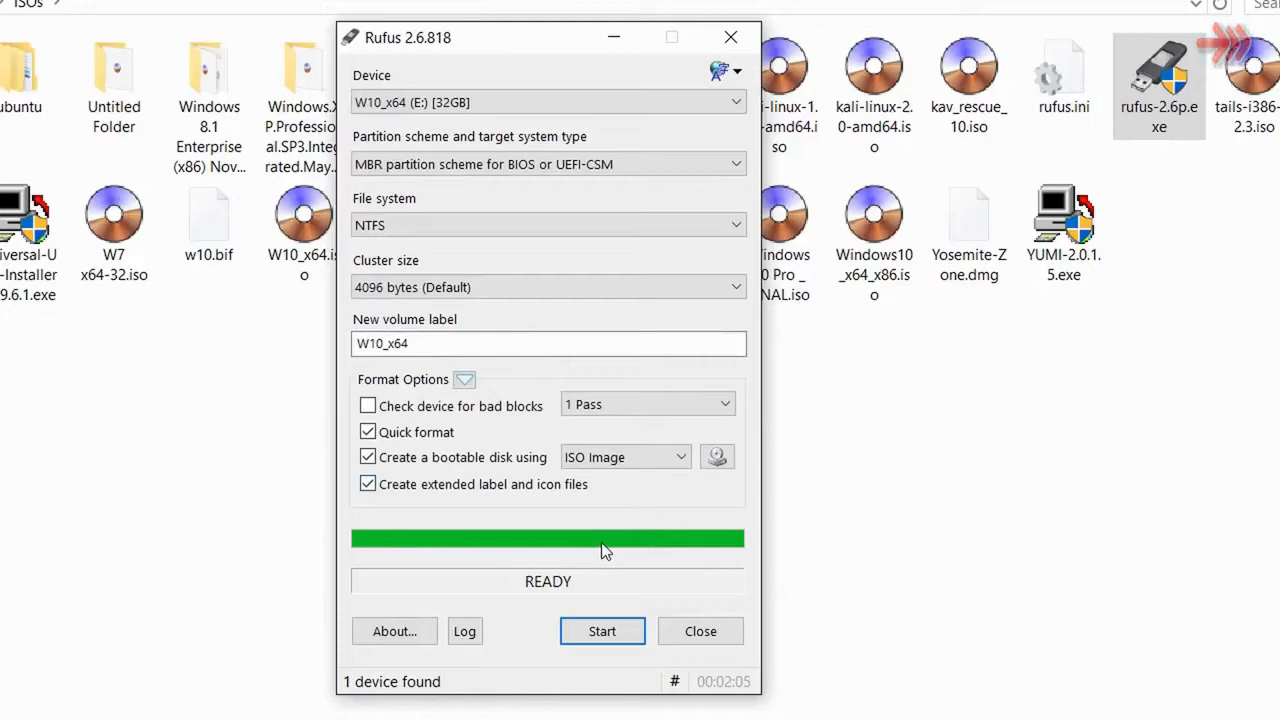 ISOs
Sea
ubuntu
Untitled
Folder
Windows
8.1
Enterprise
(x86) Nov...
Windows.X
P.Professio
al.SP3.Integ
rated.May...
Rufus 2.6.818
Device
W10_x64 (E:) [32GB]
Partition scheme and target system type
MBR partition scheme for BIOS or UEFI-CSM
File system
NTFS
Cluster size
4096 bytes (Default)
New volume label
W10_x64
Format Options
Check device for bad blocks
1 Pass
Quick format
Create a bootable disk using
ISO Image
Create extended label and icon files
READY
About...
Log
Start
Close
1 device found
#
00:02:05
li-linux-1.
-amd64.i
so
kali-linux-2.
0-amd64.is
o
kav_rescue_
10.iso
rufus.ini
rufus-2.6p.e
xe
tails-i386-
2.3.iso
iversal-U
-Installer
9.6.1.exe
W7
x64-32.iso
w10.bif
W10_x64.is
o
indows
0 Pro _
NAL.iso
Windows10
_x64_x86.is
o
Yosemite-Z
one.dmg
YUMI-2.0.1.
5.exe